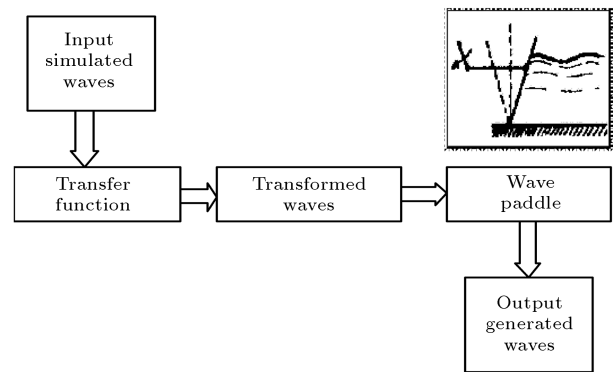 Input
simulated
waves
Transfer
function
Transformed
waves
Wave
paddle
Output
generated
waves